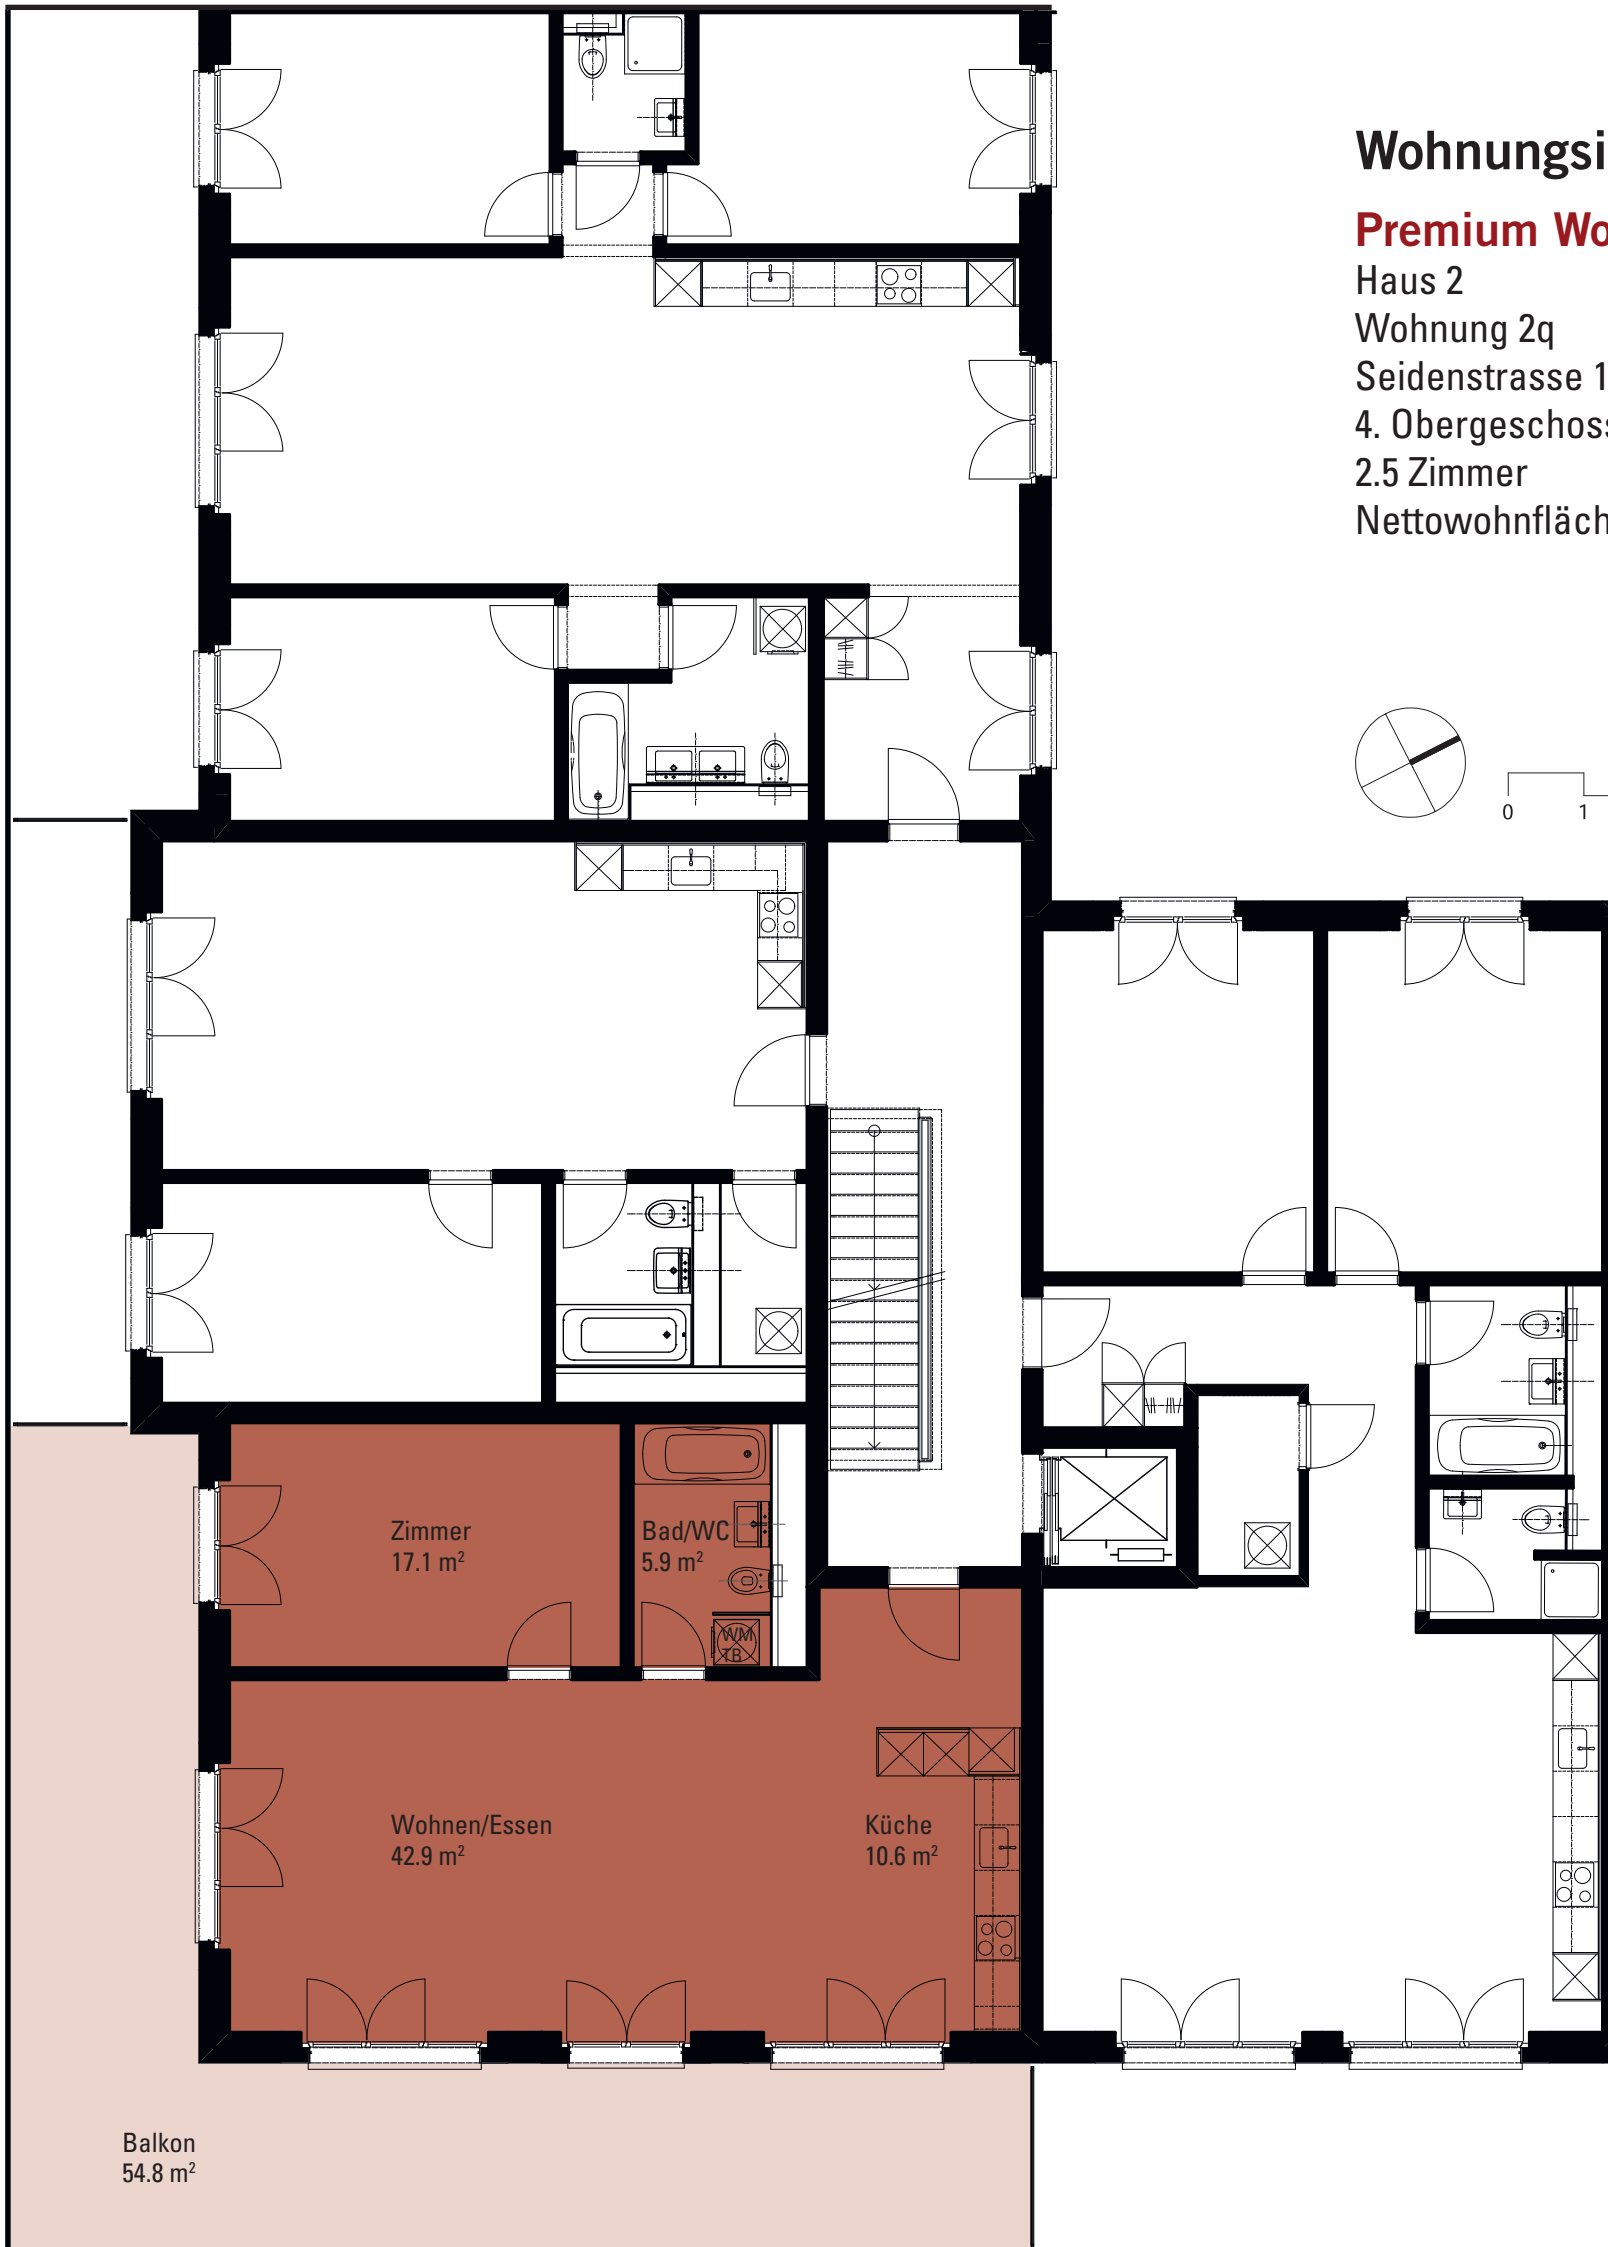 Wohnungsi
Premium Wo
Haus 2
Wohnung 2q
Seidenstrasse 1
4. Obergeschoss
2.5 Zimmer
Nettowohnfläch
0 1
Zimmer
17.1 m²
Bad/WC
5.9 m²
WM
TB
Wohnen/Essen
42.9 m²
Küche
10.6 m²
Balkon
54.8 m²